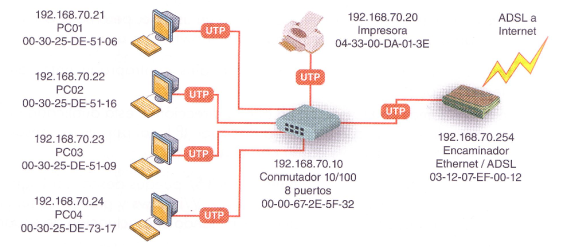 192.168.70.21
PC01
00-30-25-DE-51-06
UTP
192.168.70.22
PC02
00-30-25-DE-51-16
UTP
192.168.70.23
PC03
00-30-25-DE-51-09
UTP
192.168.70.24
PC04
00-30-25-DE-73-17
UTP
192.168.70.20
Impresora
04-33-00-DA-01-3E
UTP
192.168.70.10
Conmutador 10/100
8 puertos
00-00-67-2E-5F-32
UTP
ADSL a
Internet
192.168.70.254
Encaminador
Ethernet / ADSL
03-12-07-EF-00-12